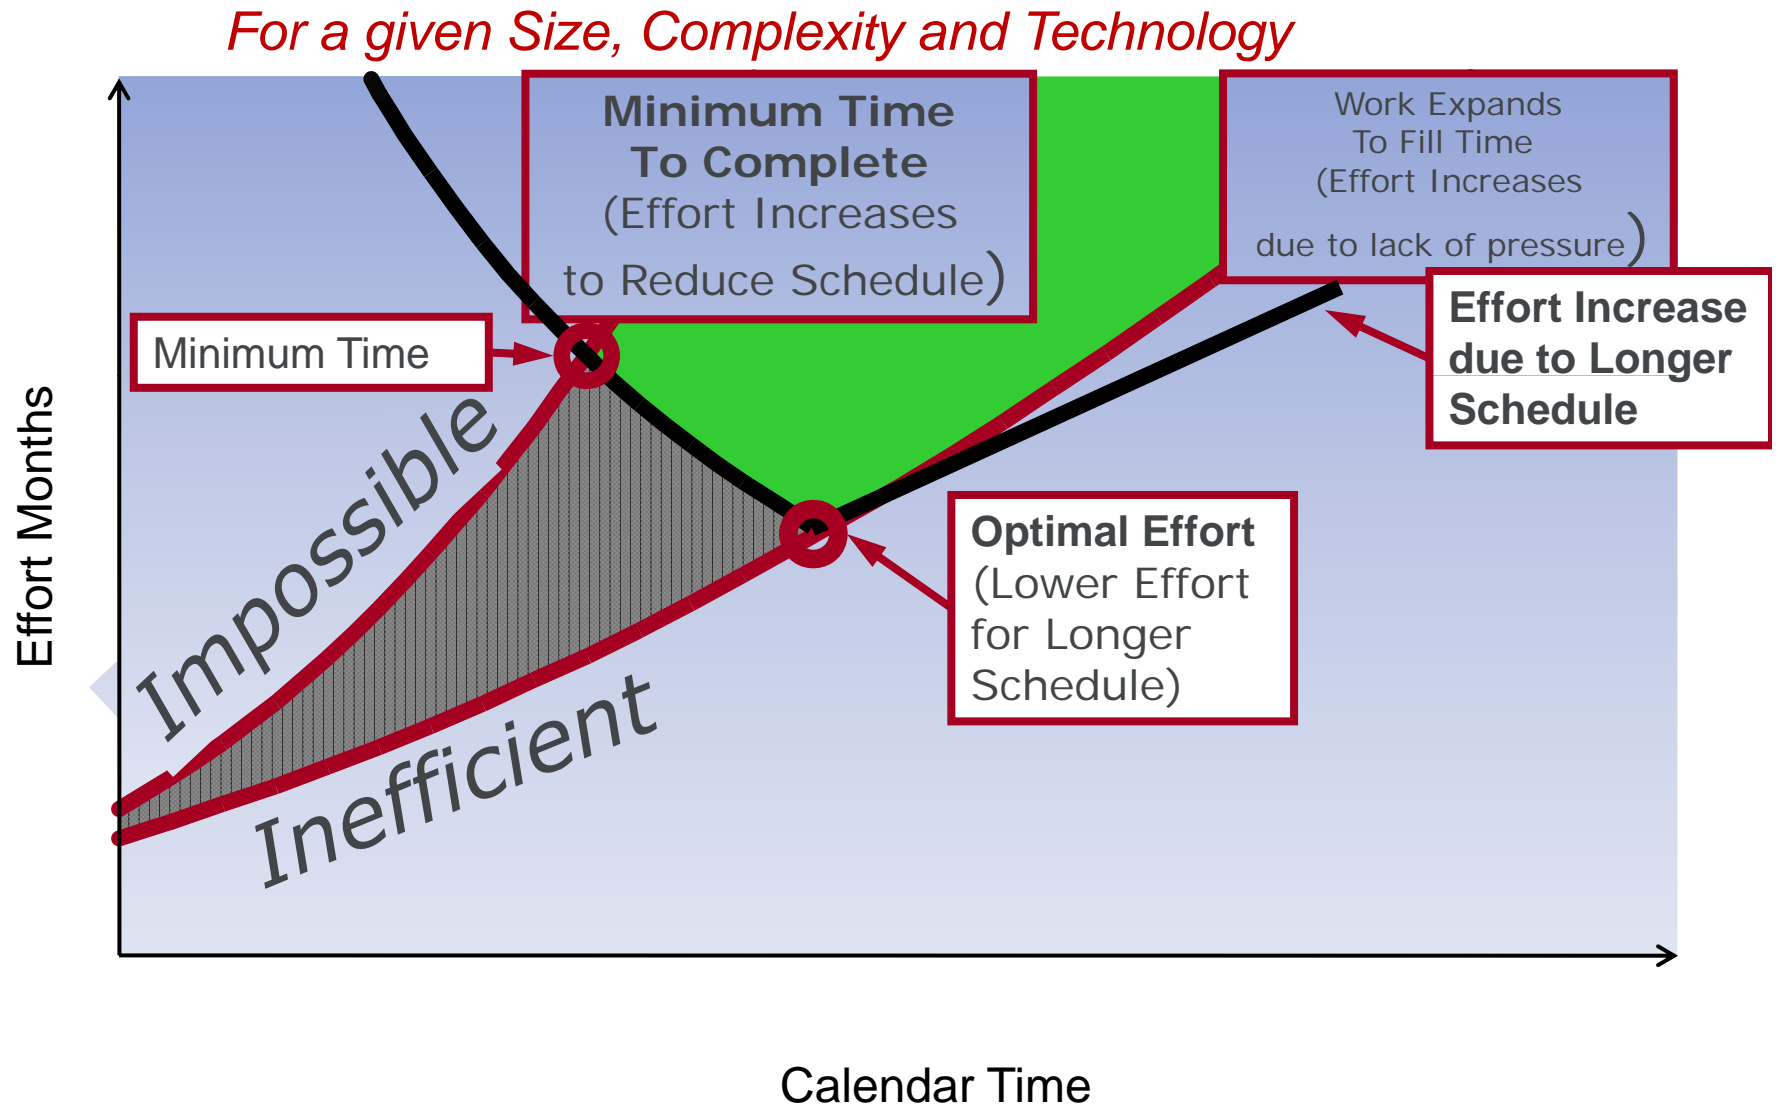 For a given Size, Complexity and Technology
Minimum Time
To Complete
(Effort Increases
to Reduce Schedule)
Work Expands
To Fill Time
(Effort Increases
due to lack of pressure)
Effort Increase
due to Longer
Schedule
Minimum Time
Impossible
Inefficient
Optimal Effort
(Lower Effort
for Longer
Schedule)
Effort Months
Calendar Time